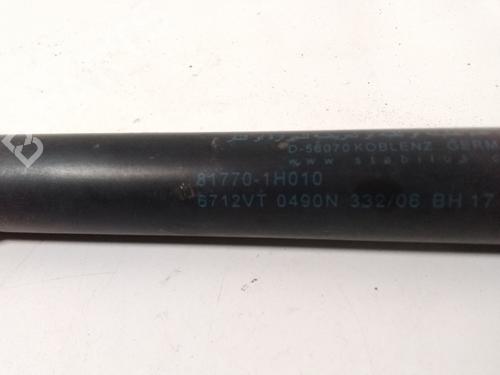 D-56070 KOBLENZ GERM
www stabilus
81770-1H010
6712VT 0490N 332/06 BH 17